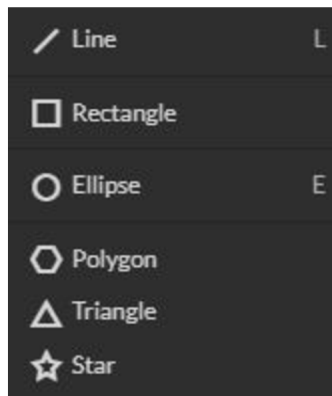 Line L
Rectangle
Ellipse E
Polygon
Triangle
Star